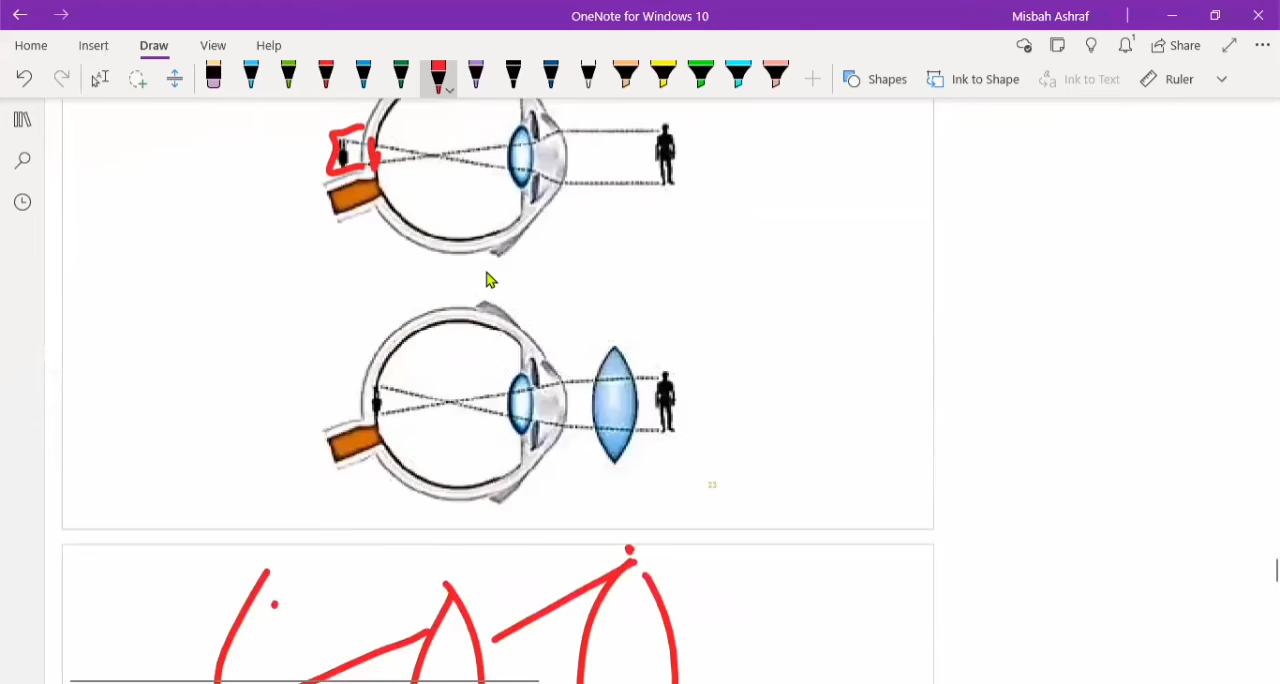 OneNote for Windows 10
Misbah Ashraf
Home Insert Draw View Help
1
Share
Shapes
Ink to Shape
Ink to Text
Ruler
23